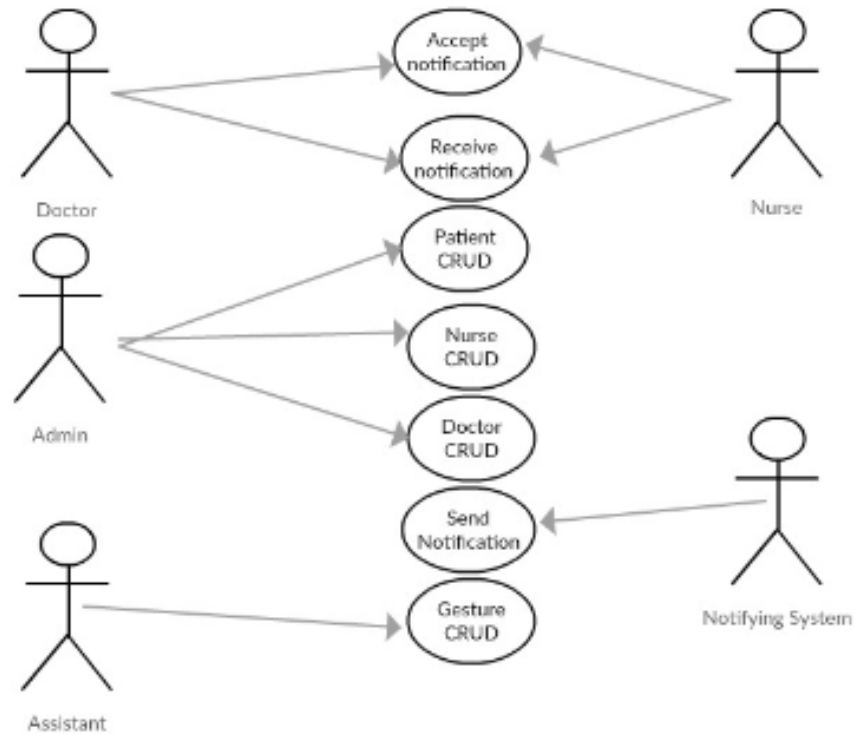 Accept
notification
Receive
notification
Doctor
Nurse
Patient
CRUD
Nurse
CRUD
Admin
Doctor
CRUD
Send
Notification
Gesture
CRUD
Notifying System
Assistant